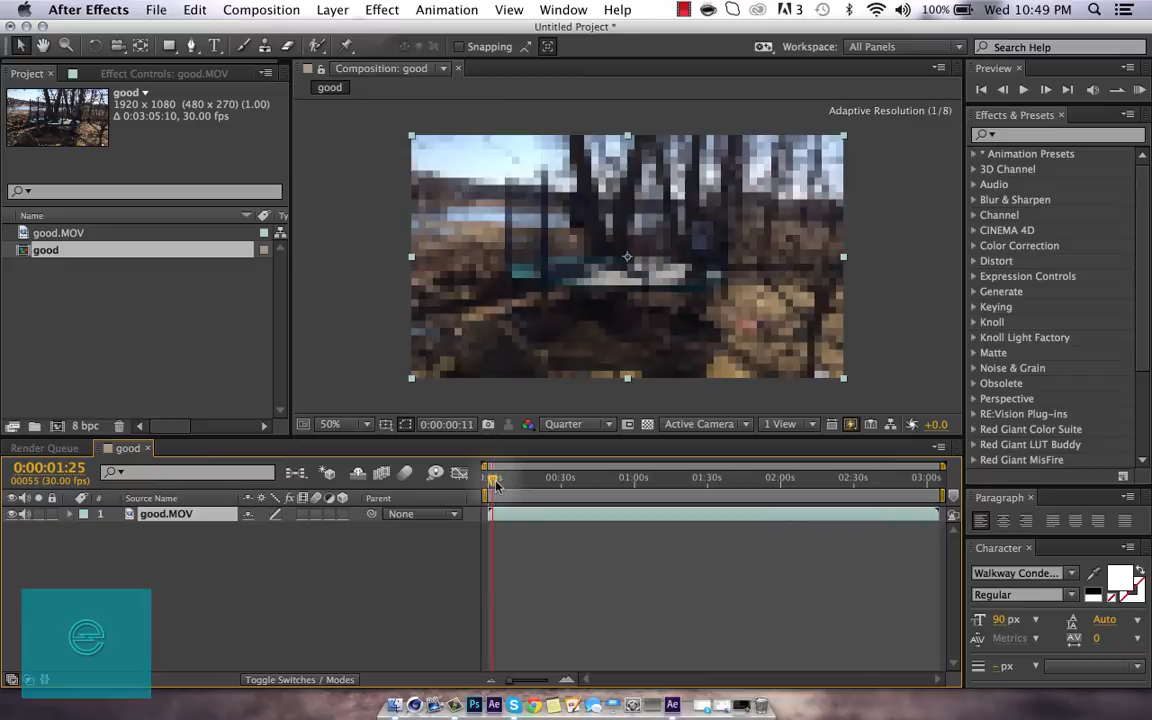 After Effects File Edit Composition Layer Effect Animation View Window Help 3 100% Wed 10:49 PM
Untitled Project *
Snapping Workspace: All Panels Search Help
Project × Effect Controls: good.MOV Composition: good × Preview ×
good good
1920 x 1080 (480 x 270) (1.00)
Δ 0:03:05:10, 30.00 fps
Adaptive Resolution (1/8)
Effects & Presets ×
* Animation Presets
3D Channel
Audio
Blur & Sharpen
Channel
CINEMA 4D
Color Correction
Distort
Expression Controls
Generate
Keying
Knoll
Knoll Light Factory
Matte
Noise & Grain
Obsolete
Perspective
RE:Vision Plug-ins
Red Giant Color Suite
Red Giant LUT Buddy
Red Giant MisFire
Name Ty
good.MOV
good
8 bpc
50% 0:00:00:11 Quarter Active Camera 1 View +0.0
Render Queue good ×
0:00:01:25
00055 (30.00 fps)
00:30s 01:00s 01:30s 02:00s 02:30s 03:00s
# Source Name fx Parent
1 good.MOV None
Toggle Switches / Modes
Paragraph ×
Character ×
Walkway Conde...
Regular
90 px Auto
Metrics 0
- px
Ps Ae Ae